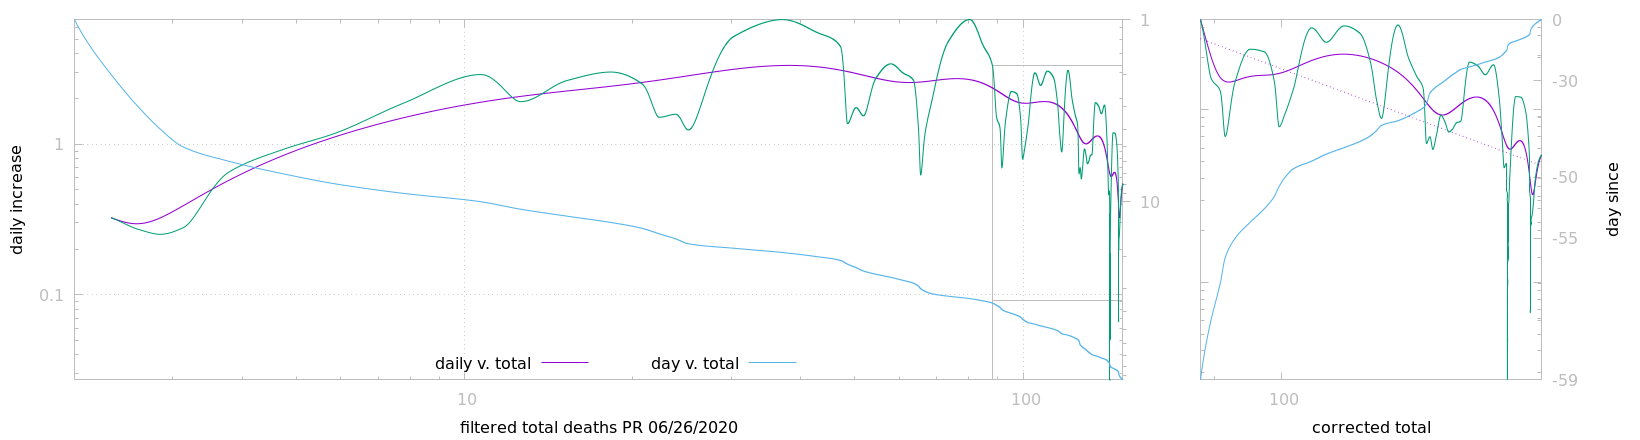 daily increase
1
0.1
10
100
1
10
daily v. total
day v. total
filtered total deaths PR 06/26/2020
0
-30
-50
-55
-59
day since
100
corrected total